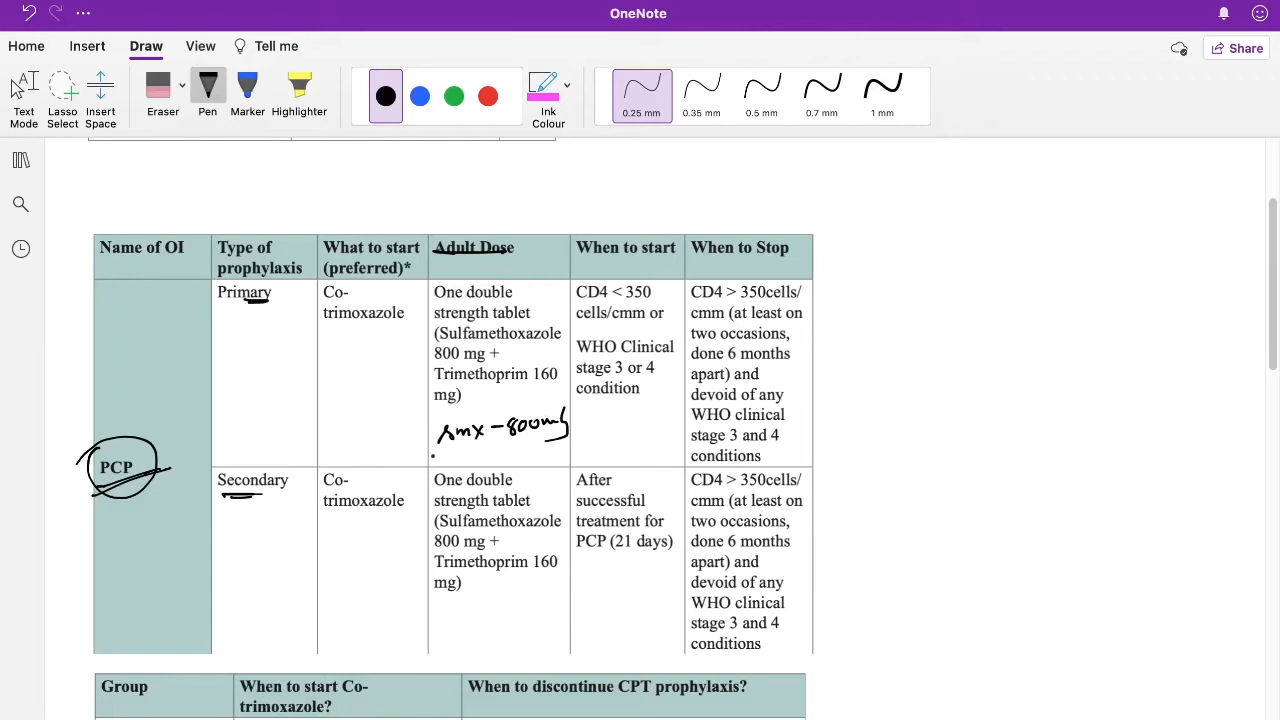 OneNote
Home Insert Draw View Tell me
Share
Text Mode
Lasso Select
Insert Space
Eraser
Pen
Marker
Highlighter
Ink Colour
0.25 mm
0.35 mm
0.5 mm
0.7 mm
1 mm
Name of OI
Type of
prophylaxis
What to start
(preferred)*
Adult Dose
When to start
When to Stop
PCP
Primary
Co-
trimoxazole
One double
strength tablet
(Sulfamethoxazole
800 mg +
Trimethoprim 160
mg)
smx - 800mg
CD4 < 350
cells/cmm or
WHO Clinical
stage 3 or 4
condition
CD4 > 350cells/
cmm (at least on
two occasions,
done 6 months
apart) and
devoid of any
WHO clinical
stage 3 and 4
conditions
Secondary
Co-
trimoxazole
One double
strength tablet
(Sulfamethoxazole
800 mg +
Trimethoprim 160
mg)
After
successful
treatment for
PCP (21 days)
CD4 > 350cells/
cmm (at least on
two occasions,
done 6 months
apart) and
devoid of any
WHO clinical
stage 3 and 4
conditions
Group
When to start Co-
trimoxazole?
When to discontinue CPT prophylaxis?